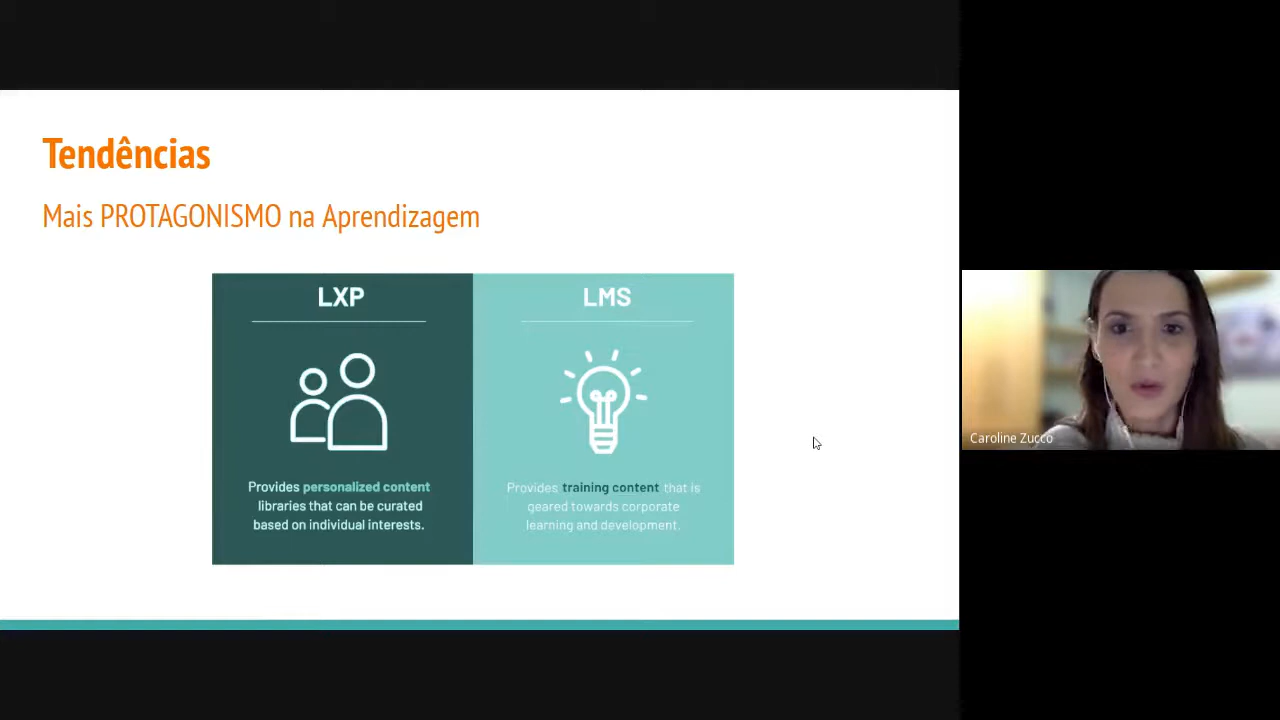 Tendências
Mais PROTAGONISMO na Aprendizagem
LXP
Provides personalized content
libraries that can be curated
based on individual interests.
LMS
Provides training content that is
geared towards corporate
learning and development.
Caroline Zucco